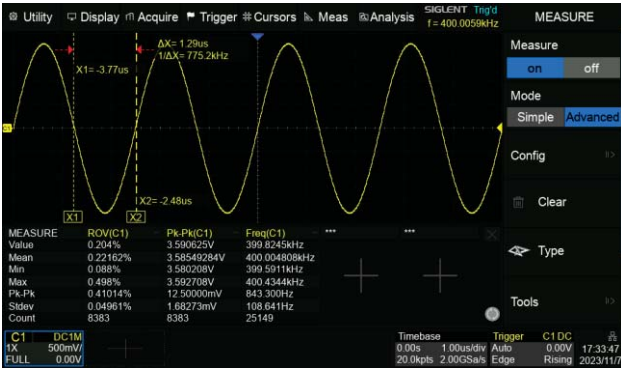 Utility Display Acquire Trigger Cursors Meas Analysis SIGLENT Trig'd
f = 400.0059kHz
MEASURE
ΔX= 1.29us
1/ΔX= 775.2kHz
X1= -3.77us
C1
X2= -2.48us
X1 X2
Measure
on off
Mode
Simple Advanced
Config
Clear
Type
Tools
MEASURE ROV(C1) Pk-Pk(C1) Freq(C1) *** ***
Value 0.204% 3.590625V 399.8245kHz
Mean 0.22162% 3.58549284V 400.004808kHz
Min 0.088% 3.580208V 399.5911kHz
Max 0.498% 3.592708V 400.4344kHz
Pk-Pk 0.41014% 12.50000mV 843.300Hz
Stdev 0.04961% 1.68273mV 108.641Hz
Count 8383 8383 25149
C1 DC1M
1X 500mV/
FULL 0.00V
Timebase
0.00s 1.00us/div
20.0kpts 2.00GSa/s
Trigger C1 DC
Auto 0.00V
Edge Rising
17:33:47
2023/11/7